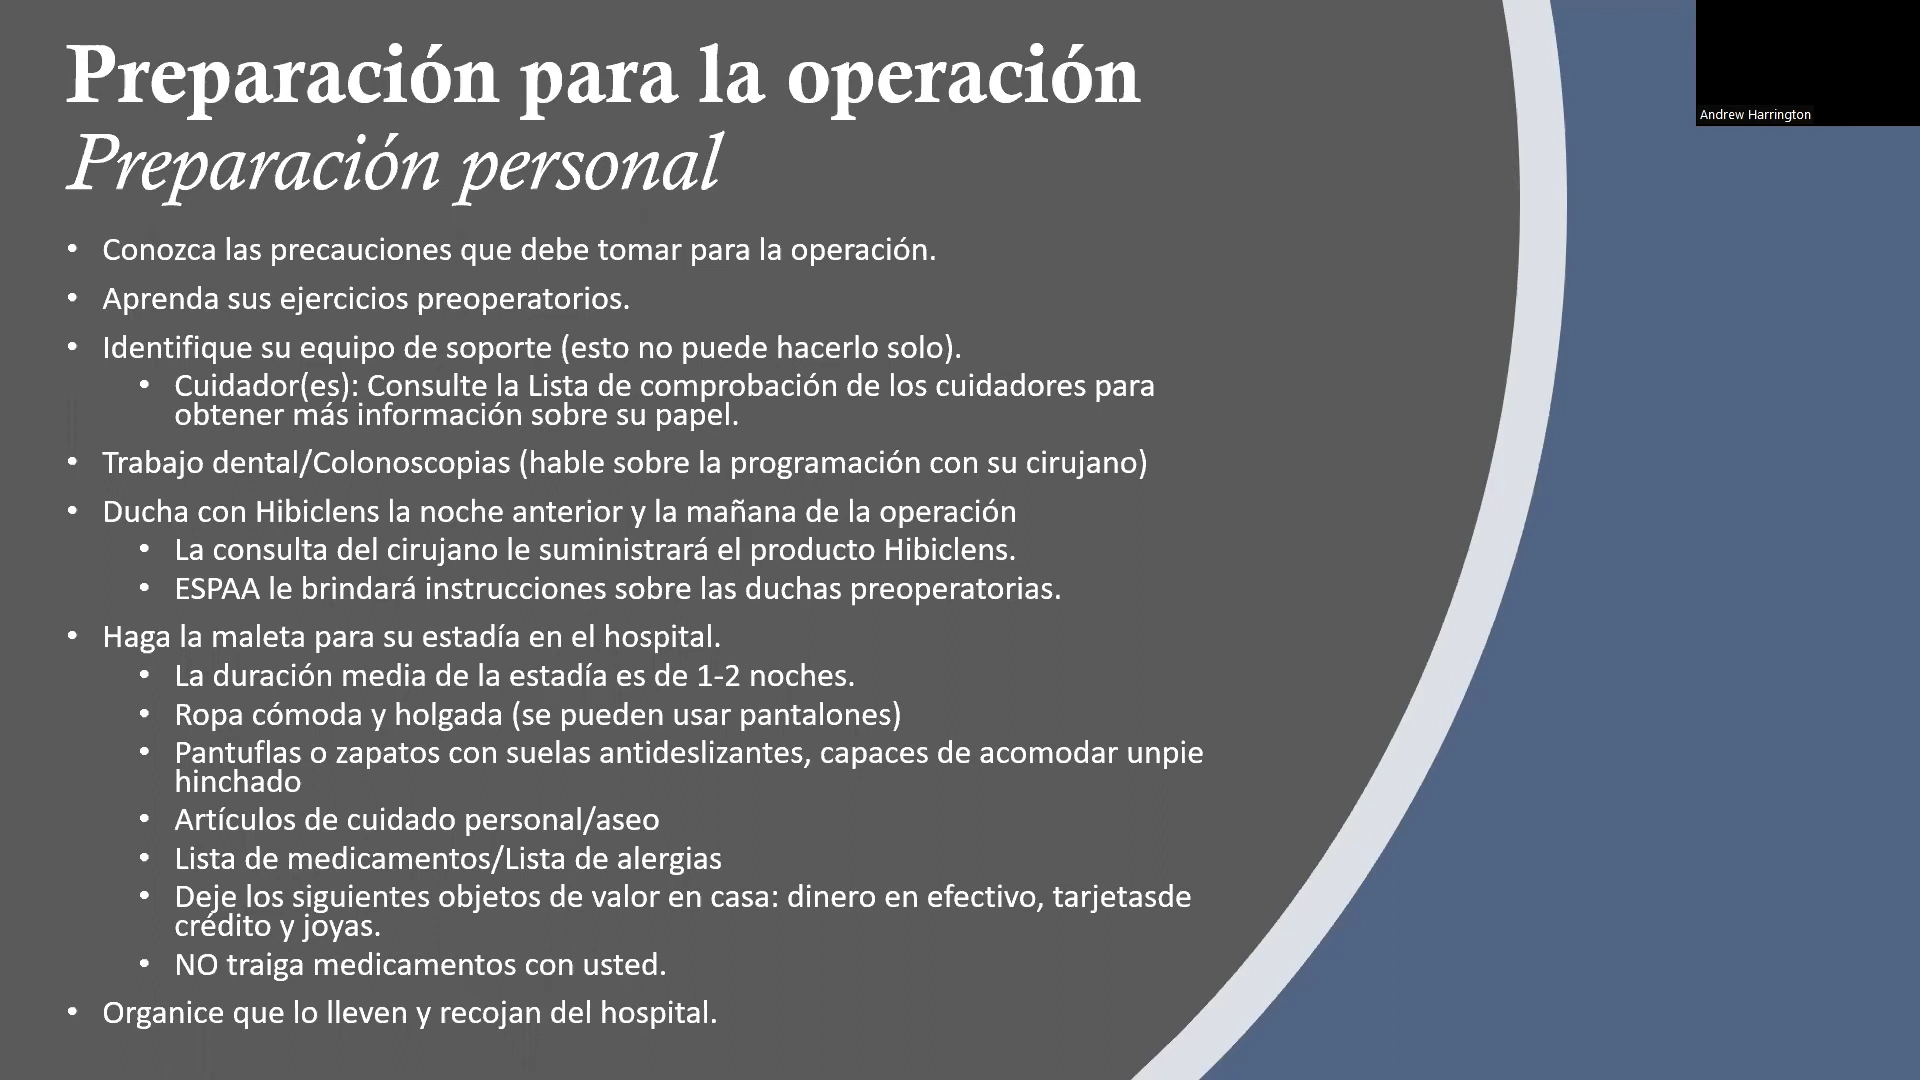 Preparación para la operación
Preparación personal
Andrew Harrington
• Conozca las precauciones que debe tomar para la operación.
• Aprenda sus ejercicios preoperatorios.
• Identifique su equipo de soporte (esto no puede hacerlo solo).
• Cuidador(es): Consulte la Lista de comprobación de los cuidadores para
obtener más información sobre su papel.
• Trabajo dental/Colonoscopias (hable sobre la programación con su cirujano)
• Ducha con Hibiclens la noche anterior y la mañana de la operación
• La consulta del cirujano le suministrará el producto Hibiclens.
• ESPAA le brindará instrucciones sobre las duchas preoperatorias.
• Haga la maleta para su estadía en el hospital.
• La duración media de la estadía es de 1-2 noches.
• Ropa cómoda y holgada (se pueden usar pantalones)
• Pantuflas o zapatos con suelas antideslizantes, capaces de acomodar unpie
hinchado
• Artículos de cuidado personal/aseo
• Lista de medicamentos/Lista de alergias
• Deje los siguientes objetos de valor en casa: dinero en efectivo, tarjetasde
crédito y joyas.
• NO traiga medicamentos con usted.
• Organice que lo lleven y recojan del hospital.